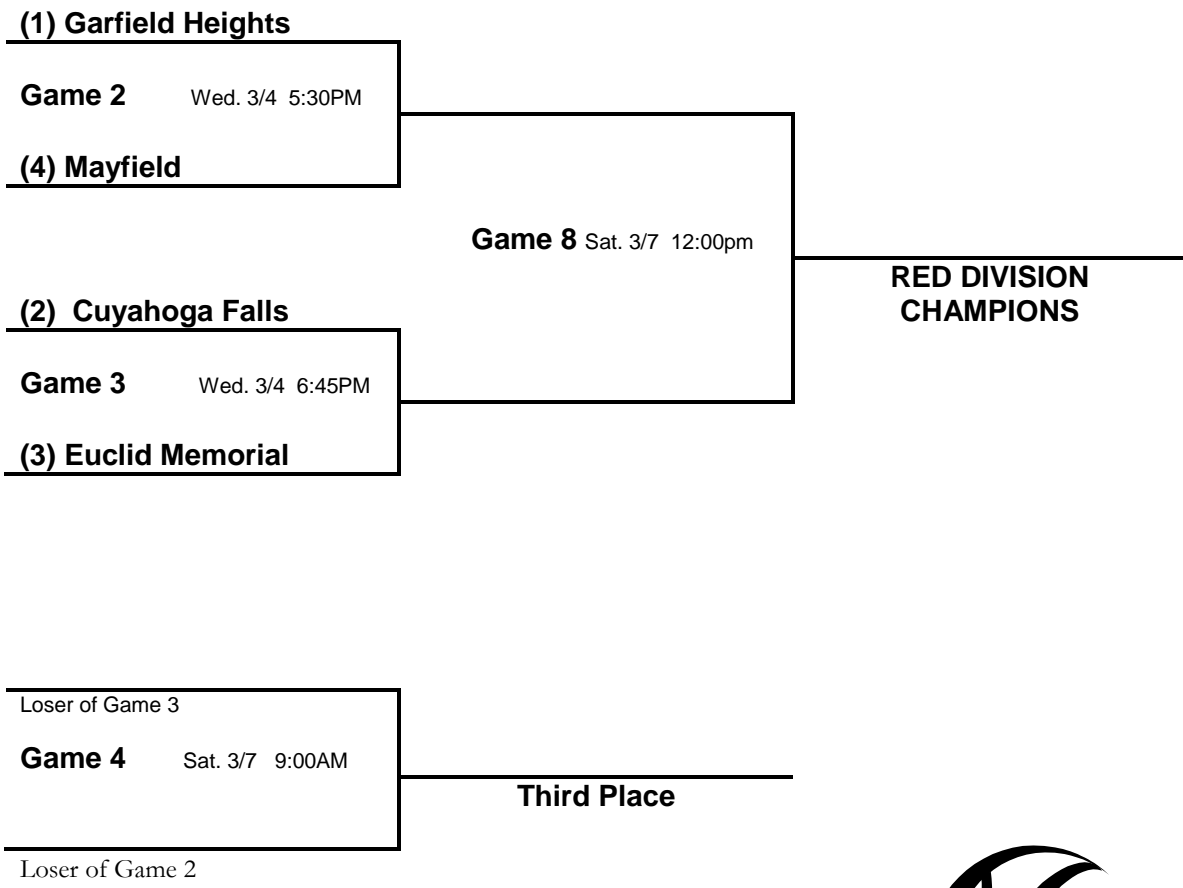 (1) Garfield Heights
Game 2 Wed. 3/4 5:30PM
(4) Mayfield
Game 8 Sat. 3/7 12:00pm
RED DIVISION
CHAMPIONS
(2) Cuyahoga Falls
Game 3 Wed. 3/4 6:45PM
(3) Euclid Memorial
Loser of Game 3
Game 4 Sat. 3/7 9:00AM
Third Place
Loser of Game 2